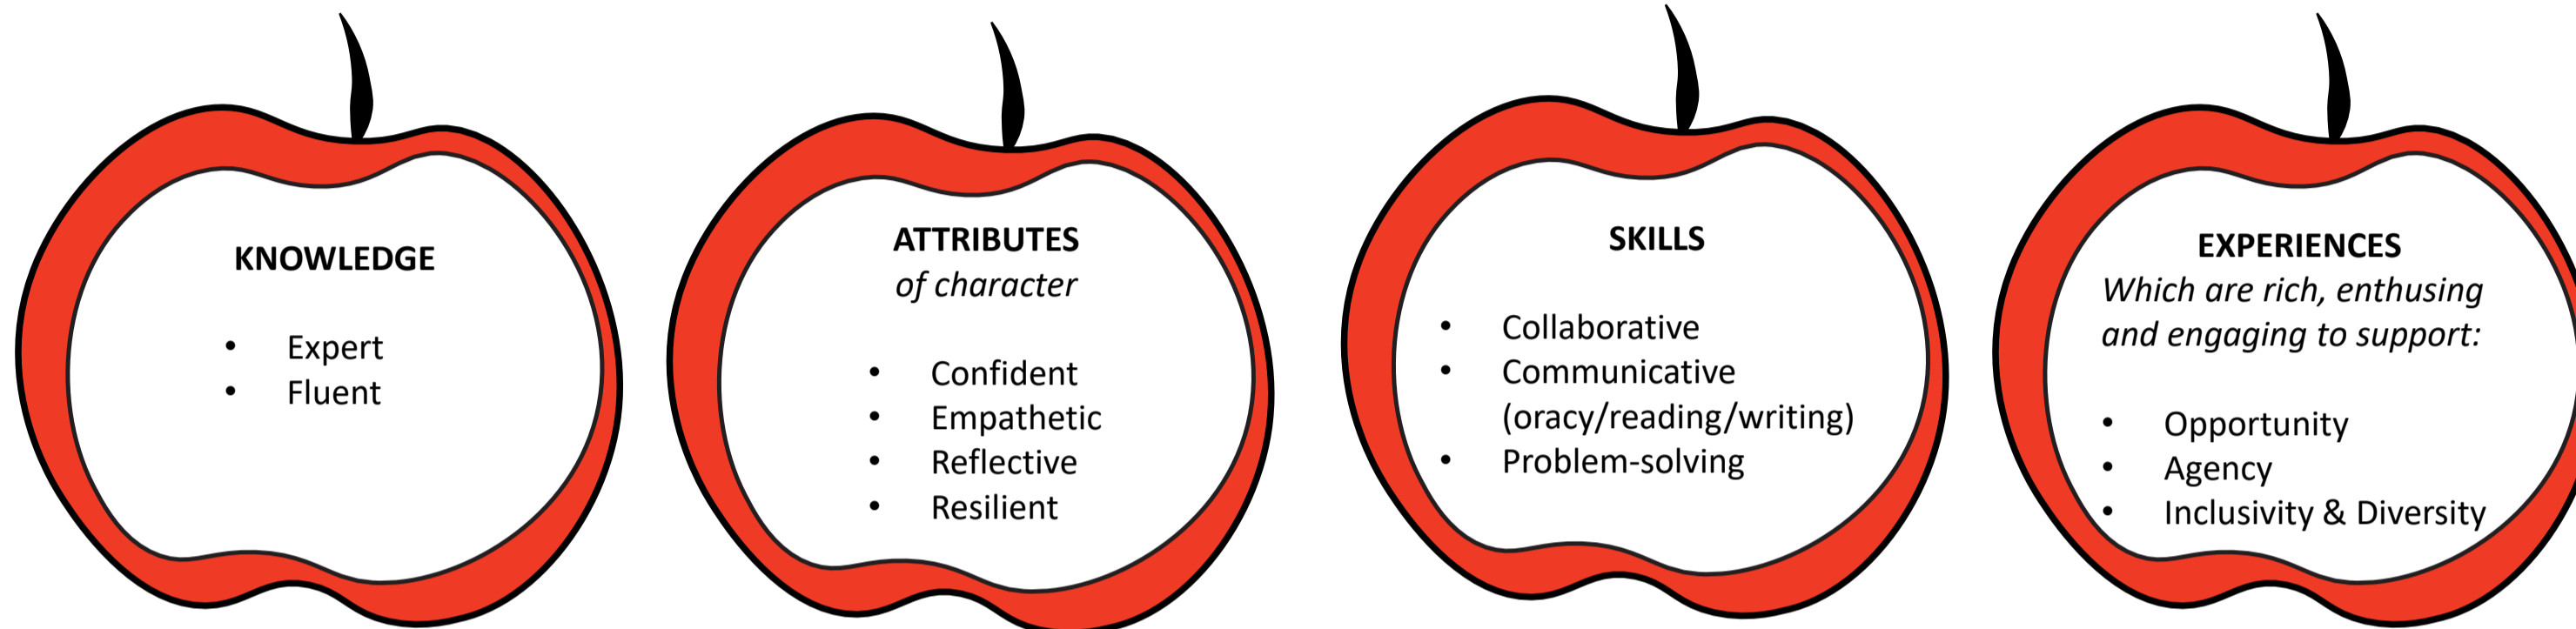 KNOWLEDGE
• Expert
• Fluent
ATTRIBUTES
of character
• Confident
• Empathetic
• Reflective
• Resilient
SKILLS
• Collaborative
• Communicative
(oracy/reading/writing)
• Problem-solving
EXPERIENCES
Which are rich, enthusing
and engaging to support:
• Opportunity
• Agency
• Inclusivity & Diversity